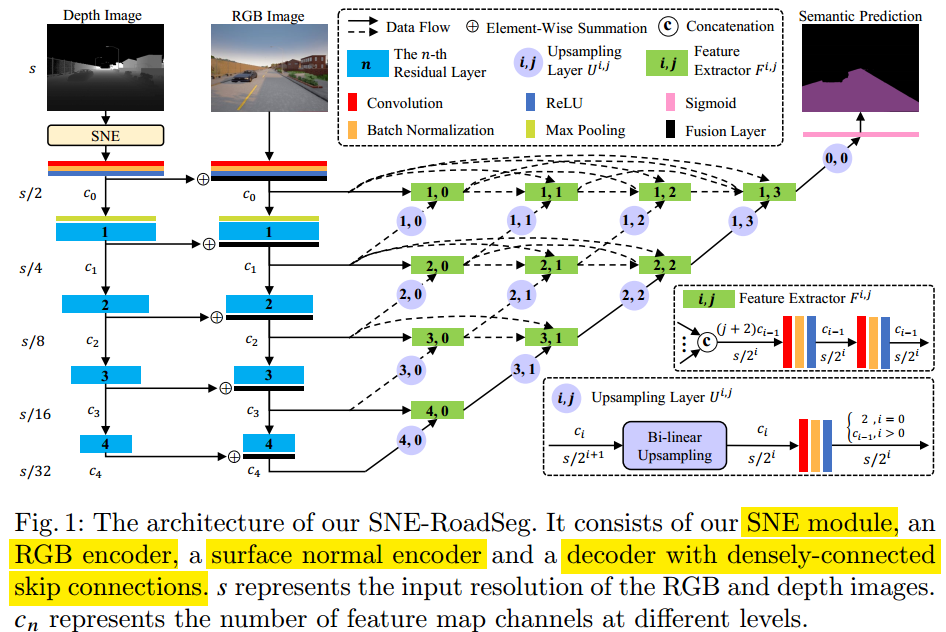 Depth Image
RGB Image
Semantic Prediction
Data Flow
Element-Wise Summation
c Concatenation
n The n-th Residual Layer
i, j Upsampling Layer U^{i,j}
i, j Feature Extractor F^{i,j}
Convolution
ReLU
Sigmoid
Batch Normalization
Max Pooling
Fusion Layer
s
SNE
0, 0
s/2
c₀
c₀
1, 0
1, 1
1, 2
1, 3
1, 0
1, 1
1, 2
1, 3
1
1
s/4
c₁
c₁
2, 0
2, 1
2, 2
2, 0
2, 1
2, 2
2
2
s/8
c₂
c₂
3, 0
3, 1
3, 0
3, 1
3
3
s/16
c₃
c₃
4, 0
4, 0
4
4
s/32
c₄
c₄
i, j Feature Extractor F^{i,j}
c
(j + 2)c_{i−1}
s/2^i
c_{i−1}
s/2^i
c_{i−1}
s/2^i
i, j Upsampling Layer U^{i,j}
c_i
s/2^{i+1}
Bi-linear
Upsampling
c_i
s/2^i
{ 2 , i = 0
c_{i−1}, i > 0
s/2^i
Fig. 1: The architecture of our SNE-RoadSeg. It consists of our SNE module, an
RGB encoder, a surface normal encoder and a decoder with densely-connected
skip connections. s represents the input resolution of the RGB and depth images.
c_n represents the number of feature map channels at different levels.